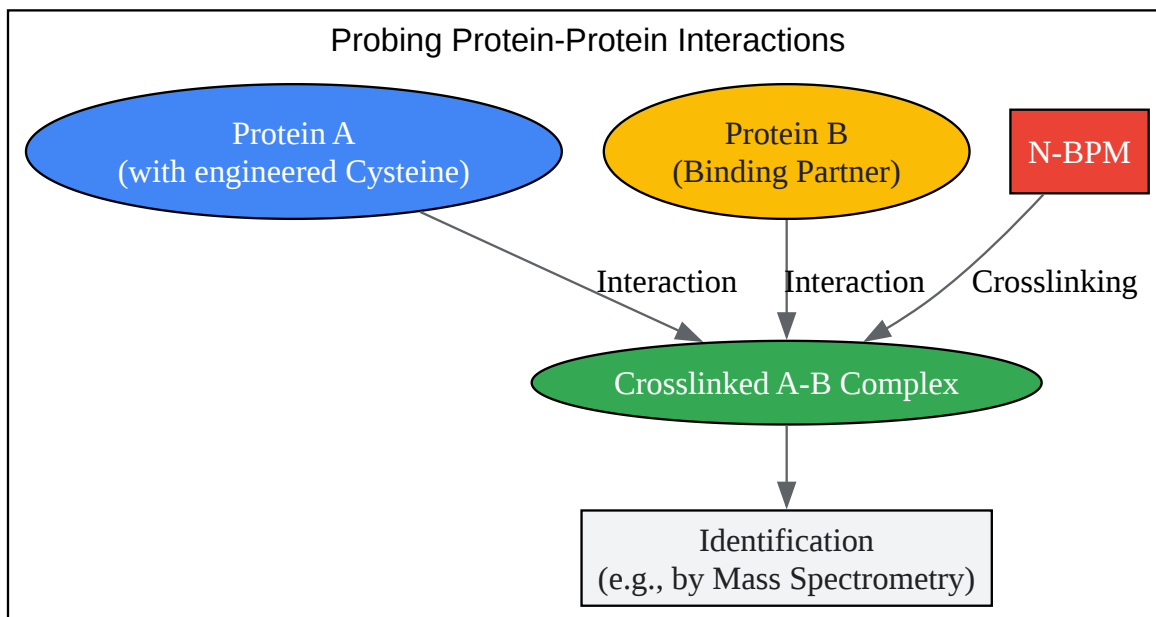 Probing Protein-Protein Interactions
Protein A
(with engineered Cysteine)
Protein B
(Binding Partner)
N-BPM
Interaction
Interaction
Crosslinking
Crosslinked A-B Complex
Identification
(e.g., by Mass Spectrometry)